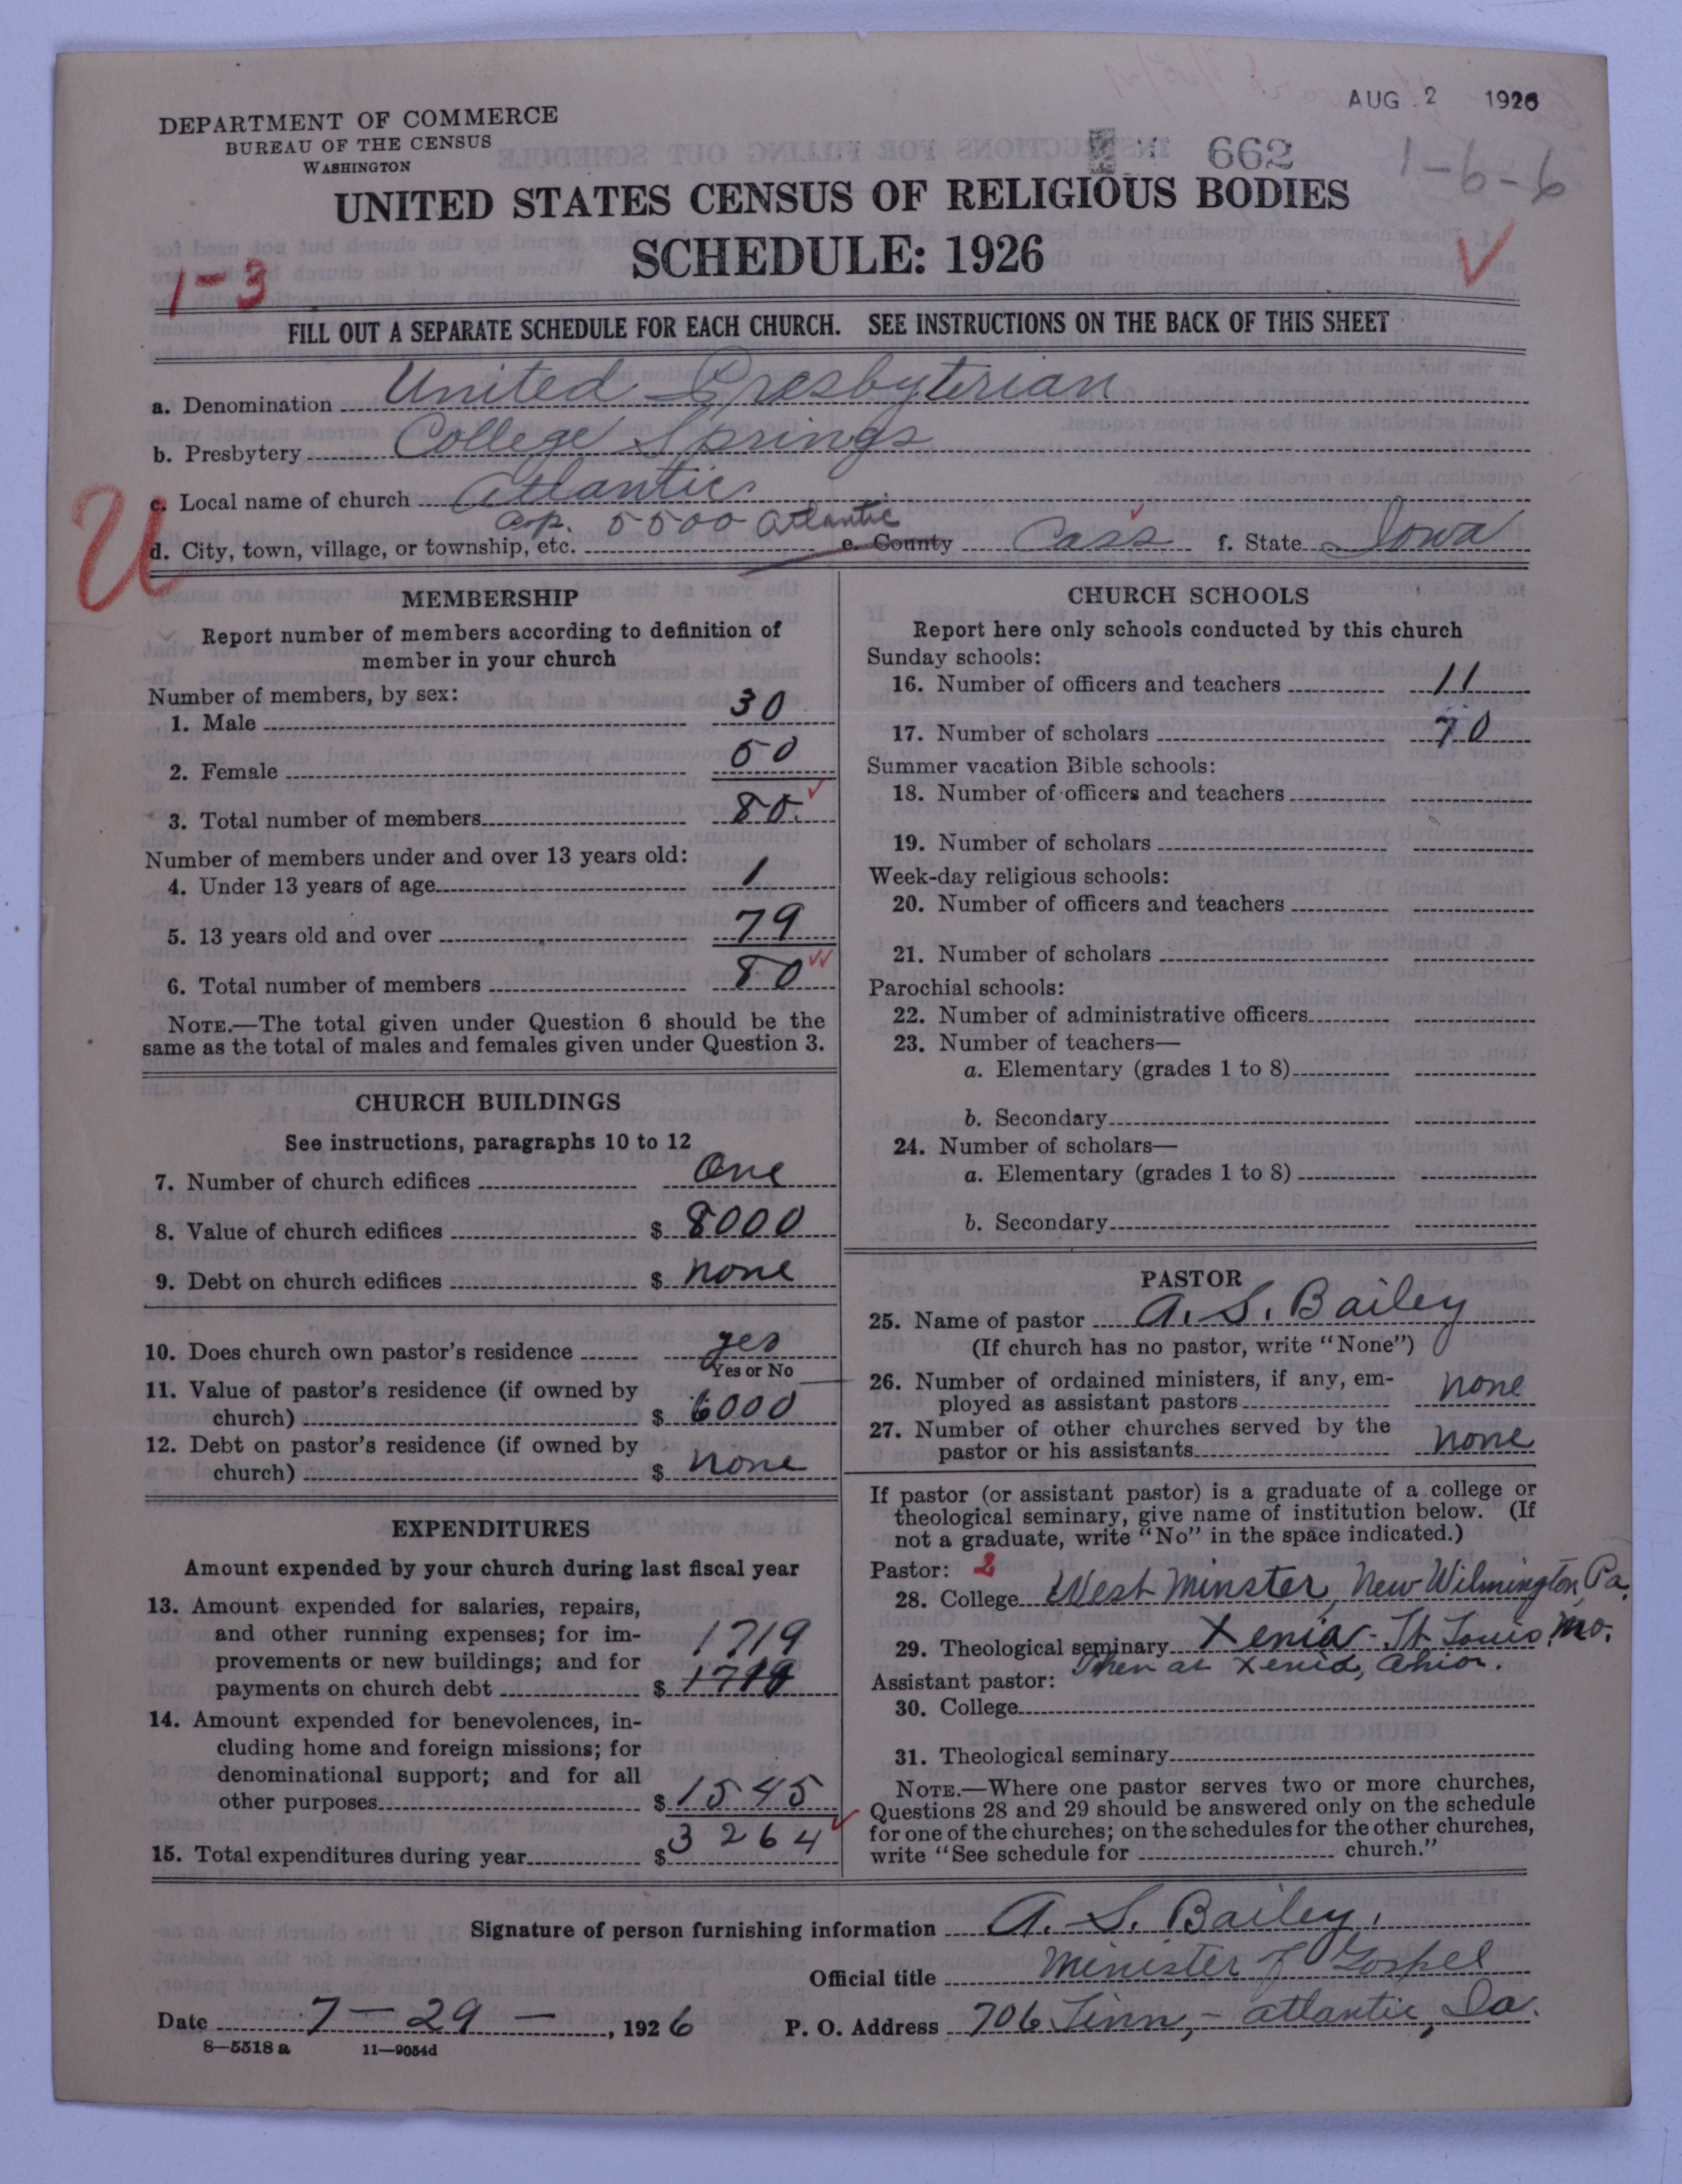 AUG 2 1926
DEPARTMENT OF COMMERCE
BUREAU OF THE CENSUS
WASHINGTON
662
1-6-6
UNITED STATES CENSUS OF RELIGIOUS BODIES
SCHEDULE: 1926
1-3
FILL OUT A SEPARATE SCHEDULE FOR EACH CHURCH. SEE INSTRUCTIONS ON THE BACK OF THIS SHEET
a. Denomination United Presbyterian
b. Presbytery College Springs
c. Local name of church Atlantic
U
d. City, town, village, or township, etc. a.p. 5500 Atlantic e. County Cass f. State Iowa
MEMBERSHIP
Report number of members according to definition of
member in your church
Number of members, by sex:
1. Male 30
2. Female 50
3. Total number of members 80
Number of members under and over 13 years old:
4. Under 13 years of age 1
5. 13 years old and over 79
6. Total number of members 80
NOTE.—The total given under Question 6 should be the
same as the total of males and females given under Question 3.
CHURCH BUILDINGS
See instructions, paragraphs 10 to 12
7. Number of church edifices One
8. Value of church edifices $ 8000
9. Debt on church edifices $ none
10. Does church own pastor's residence yes
Yes or No
11. Value of pastor's residence (if owned by
church) $ 6000
12. Debt on pastor's residence (if owned by
church) $ none
EXPENDITURES
Amount expended by your church during last fiscal year
13. Amount expended for salaries, repairs,
and other running expenses; for im-
provements or new buildings; and for 1719
payments on church debt $ 1719
14. Amount expended for benevolences, in-
cluding home and foreign missions; for
denominational support; and for all
other purposes $ 1545
15. Total expenditures during year $ 3264
CHURCH SCHOOLS
Report here only schools conducted by this church
Sunday schools:
16. Number of officers and teachers 11
17. Number of scholars 70
Summer vacation Bible schools:
18. Number of officers and teachers
19. Number of scholars
Week-day religious schools:
20. Number of officers and teachers
21. Number of scholars
Parochial schools:
22. Number of administrative officers
23. Number of teachers—
a. Elementary (grades 1 to 8)
b. Secondary
24. Number of scholars—
a. Elementary (grades 1 to 8)
b. Secondary
PASTOR
25. Name of pastor A. S. Bailey
(If church has no pastor, write "None")
26. Number of ordained ministers, if any, em-
ployed as assistant pastors none
27. Number of other churches served by the
pastor or his assistants none
If pastor (or assistant pastor) is a graduate of a college or
theological seminary, give name of institution below. (If
not a graduate, write "No" in the space indicated.)
Pastor: 2
28. College West Minster, New Wilmington, Pa.
29. Theological seminary Xenia - St Louis, Mo.
Then at Xenia, Ohio.
Assistant pastor:
30. College
31. Theological seminary
NOTE.—Where one pastor serves two or more churches,
Questions 28 and 29 should be answered only on the schedule
for one of the churches; on the schedules for the other churches,
write "See schedule for church."
Signature of person furnishing information A. S. Bailey,
Official title Minister of Gospel
Date 7 - 29 - , 1926 P. O. Address 706 Linn, - Atlantic, Ia.
8—5518 a 11—9054d